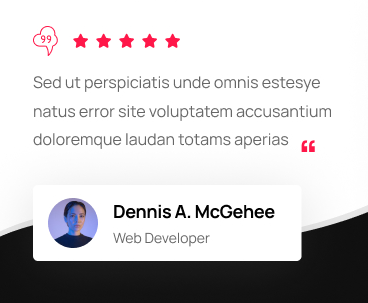 Sed ut perspiciatis unde omnis estesye
natus error site voluptatem accusantium
doloremque laudan totams aperias
Dennis A. McGehee
Web Developer